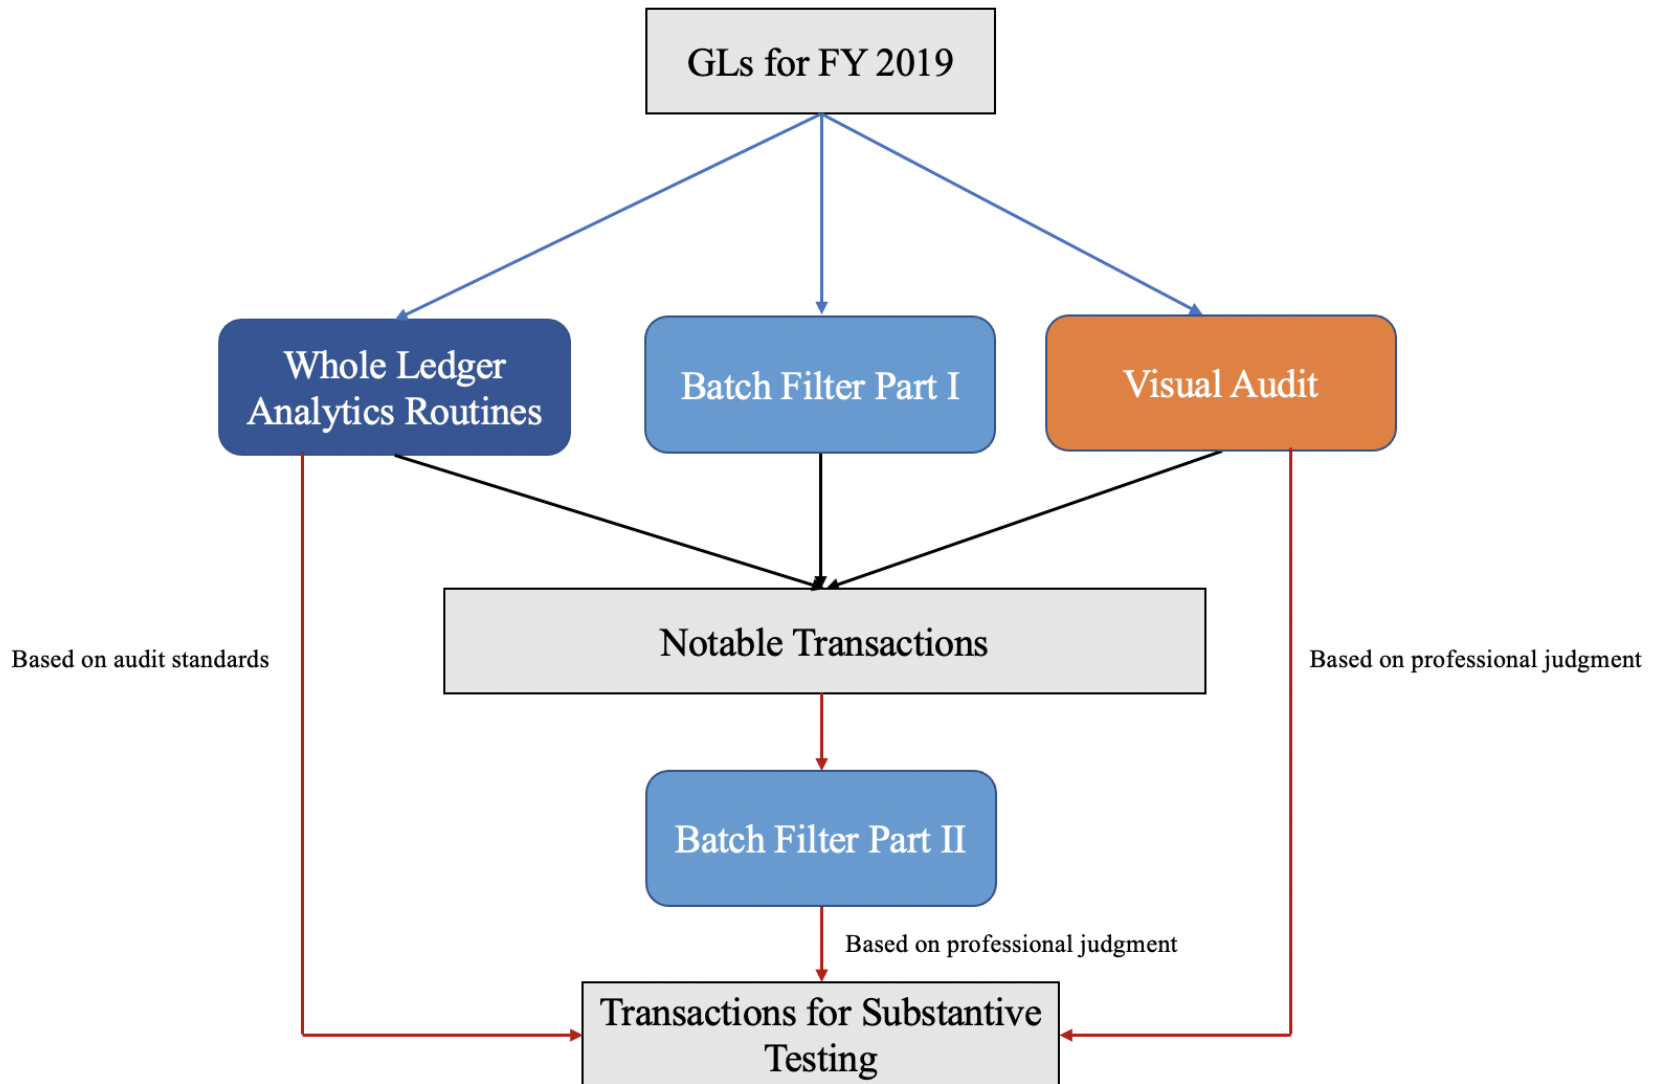 GLs for FY 2019
Whole Ledger
Analytics Routines
Batch Filter Part I
Visual Audit
Notable Transactions
Based on audit standards
Based on professional judgment
Batch Filter Part II
Based on professional judgment
Transactions for Substantive
Testing